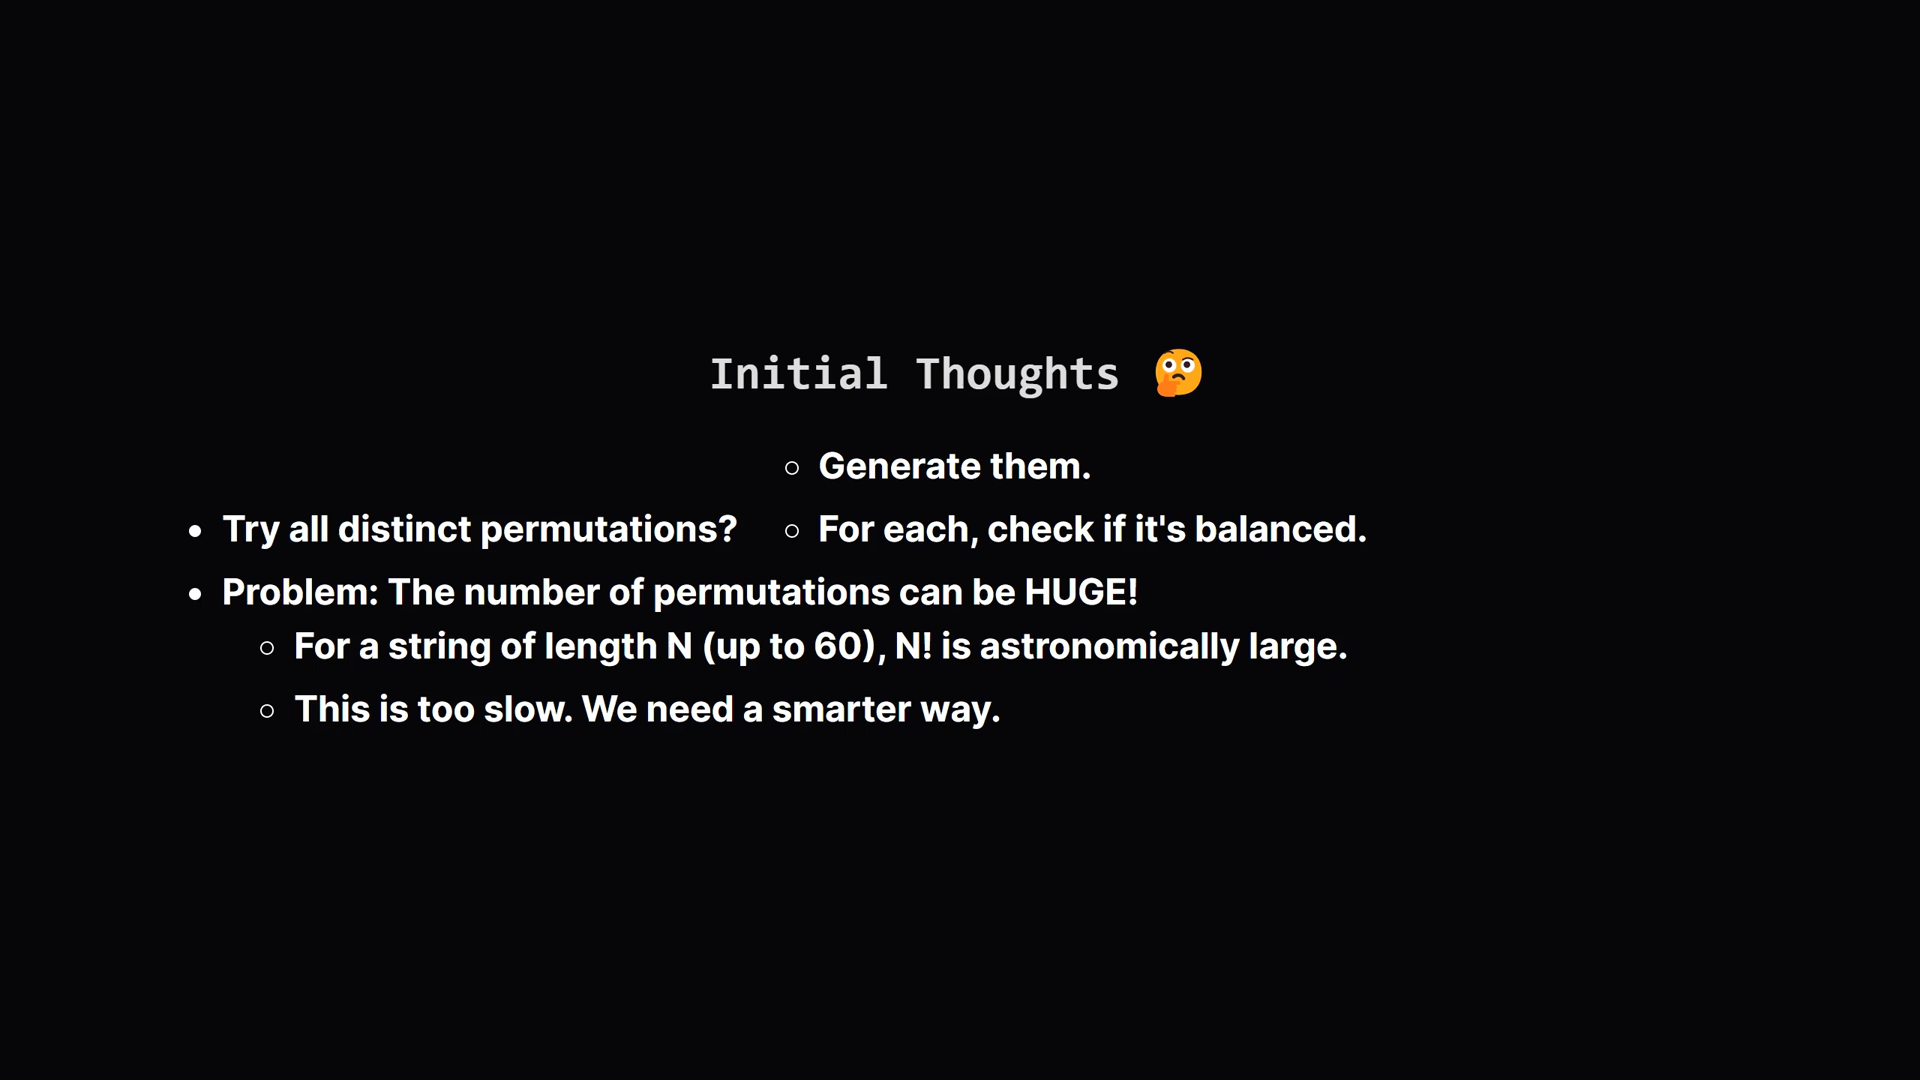 Initial Thoughts 🤔
Generate them.
Try all distinct permutations?
For each, check if it's balanced.
Problem: The number of permutations can be HUGE!
For a string of length N (up to 60), N! is astronomically large.
This is too slow. We need a smarter way.